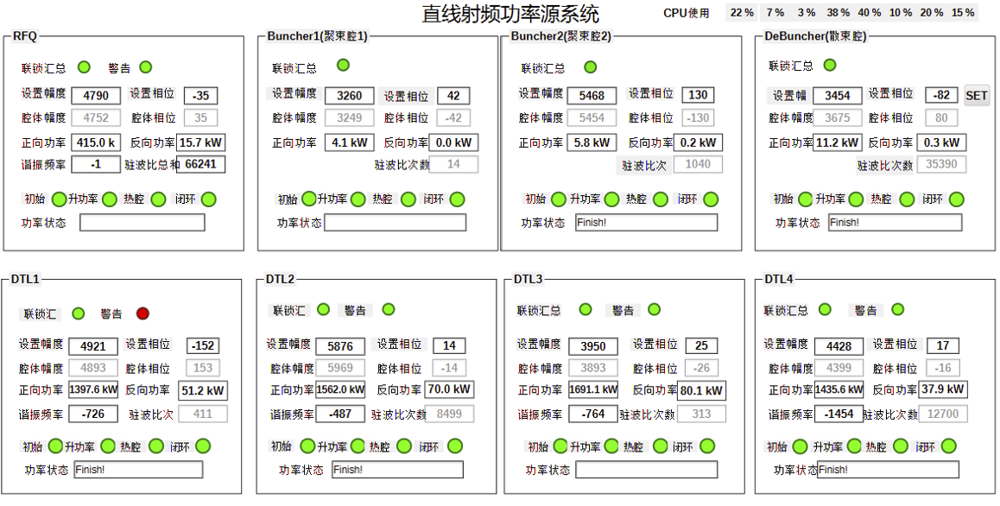 直线射频功率源系统 CPU使用 22 % 7 % 3 % 38 % 40 % 10 % 20 % 15 %
RFQ
联锁汇总 警告
设置幅度 4790 设置相位 -35
腔体幅度 4752 腔体相位 35
正向功率 415.0 k 反向功率 15.7 kW
谐振频率 -1 驻波比总和 66241
初始 升功率 热腔 闭环
功率状态
Buncher1(聚束腔1)
联锁汇总
设置幅度 3260 设置相位 42
腔体幅度 3249 腔体相位 -42
正向功率 4.1 kW 反向功率 0.0 kW
驻波比次数 14
初始 升功率 热腔 闭环
功率状态
Buncher2(聚束腔2)
联锁汇总
设置幅度 5468 设置相位 130
腔体幅度 5454 腔体相位 -130
正向功率 5.8 kW 反向功率 0.2 kW
驻波比次 1040
初始 升功率 热腔 闭环
功率状态 Finish!
DeBuncher(散束腔)
联锁汇总
设置幅 3454 设置相位 -82 SET
腔体幅度 3675 腔体相位 80
正向功率 11.2 kW 反向功率 0.3 kW
驻波比次数 35390
初始 升功率 热腔 闭环
功率状态 Finish!
DTL1
联锁汇 警告
设置幅度 4921 设置相位 -152
腔体幅度 4893 腔体相位 153
正向功率 1397.6 kW 反向功率 51.2 kW
谐振频率 -726 驻波比 411
初始 升功率 热腔 闭环
功率状态 Finish!
DTL2
联锁汇 警告
设置幅度 5876 设置相位 14
腔体幅度 5969 腔体相位 -14
正向功率 1562.0 kW 反向功率 70.0 kW
谐振频率 -487 驻波比次数 8499
初始 升功率 热腔 闭环
功率状态 Finish!
DTL3
联锁汇总 警告
设置幅度 3950 设置相位 25
腔体幅度 3893 腔体相位 -26
正向功率 1691.1 kW 反向功率 80.1 kW
谐振频率 -764 驻波比次数 313
初始 升功率 热腔 闭环
功率状态
DTL4
联锁汇总 警告
设置幅度 4428 设置相位 17
腔体幅度 4399 腔体相位 -16
正向功率 1435.6 kW 反向功率 37.9 kW
谐振频率 -1454 驻波比次数 12700
初始 升功率 热腔 闭环
功率状态 Finish!